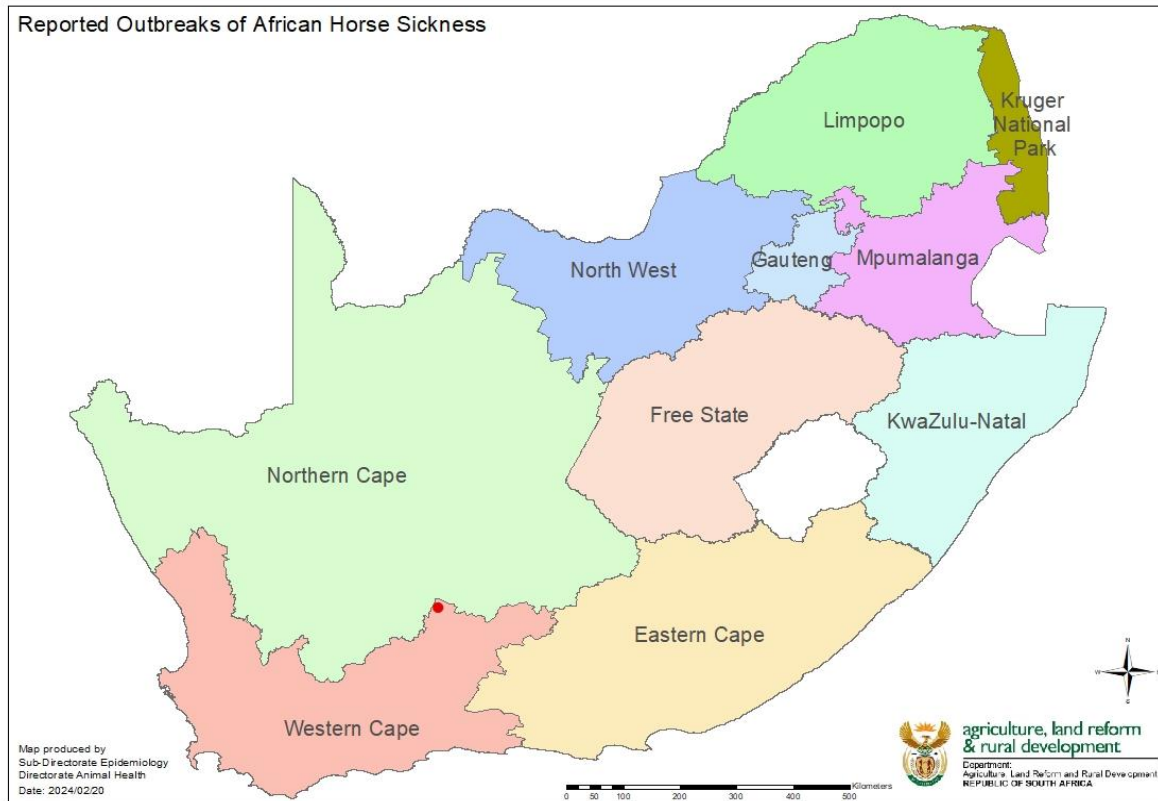 Reported Outbreaks of African Horse Sickness
Limpopo
Kruger
National
Park
North West
Gauteng
Mpumalanga
Free State
KwaZulu-Natal
Northern Cape
Eastern Cape
Western Cape
N
W
Map produced by
Sub-Directorate Epidemiology
Directorate Animal Health
Date: 2024/02/20
Kilometers
0 50 100 200 300 400 500
agriculture, land reform
& rural development
Department:
Agriculture, Land Reform and Rural Development
REPUBLIC OF SOUTH AFRICA